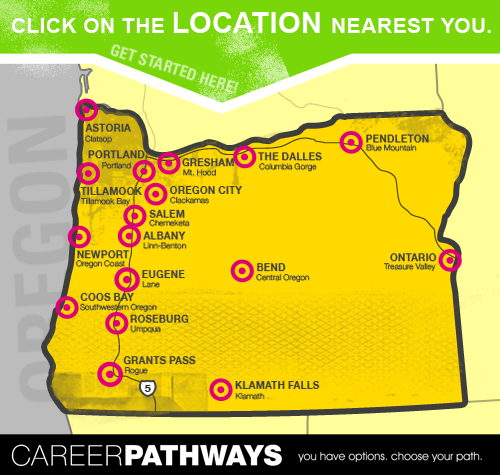 CLICK ON THE LOCATION NEAREST YOU.
GET STARTED HERE!
OREGON
ASTORIA
Clatsop
PORTLAND
Portland
GRESHAM
Mt. Hood
THE DALLES
Columbia Gorge
PENDLETON
Blue Mountain
TILLAMOOK
Tillamook Bay
OREGON CITY
Clackamas
SALEM
Chemeketa
ALBANY
Linn-Benton
NEWPORT
Oregon Coast
ONTARIO
Treasure Valley
EUGENE
Lane
BEND
Central Oregon
COOS BAY
Southwestern Oregon
ROSEBURG
Umpqua
GRANTS PASS
Rogue
5
KLAMATH FALLS
Klamath
CAREERPATHWAYS you have options. choose your path.